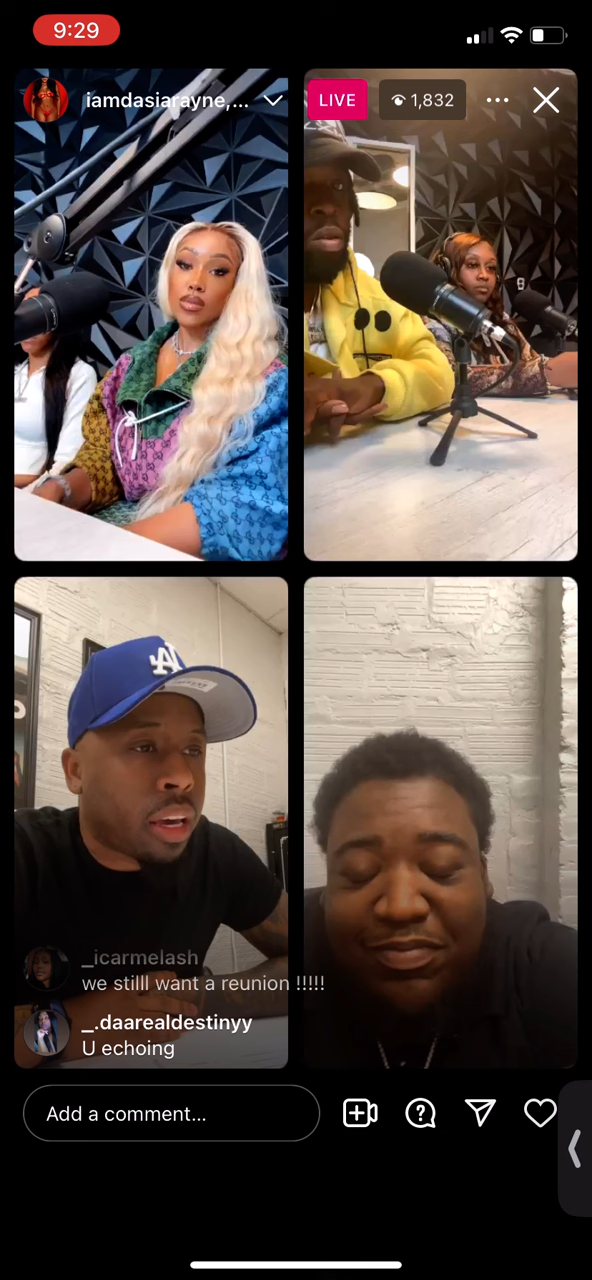 9:29
iamdasiarayne,...
LIVE
1,832
LA
_icarmelash
we stilll want a reunion !!!!!
_.daarealdestinyy
U echoing
Add a comment...